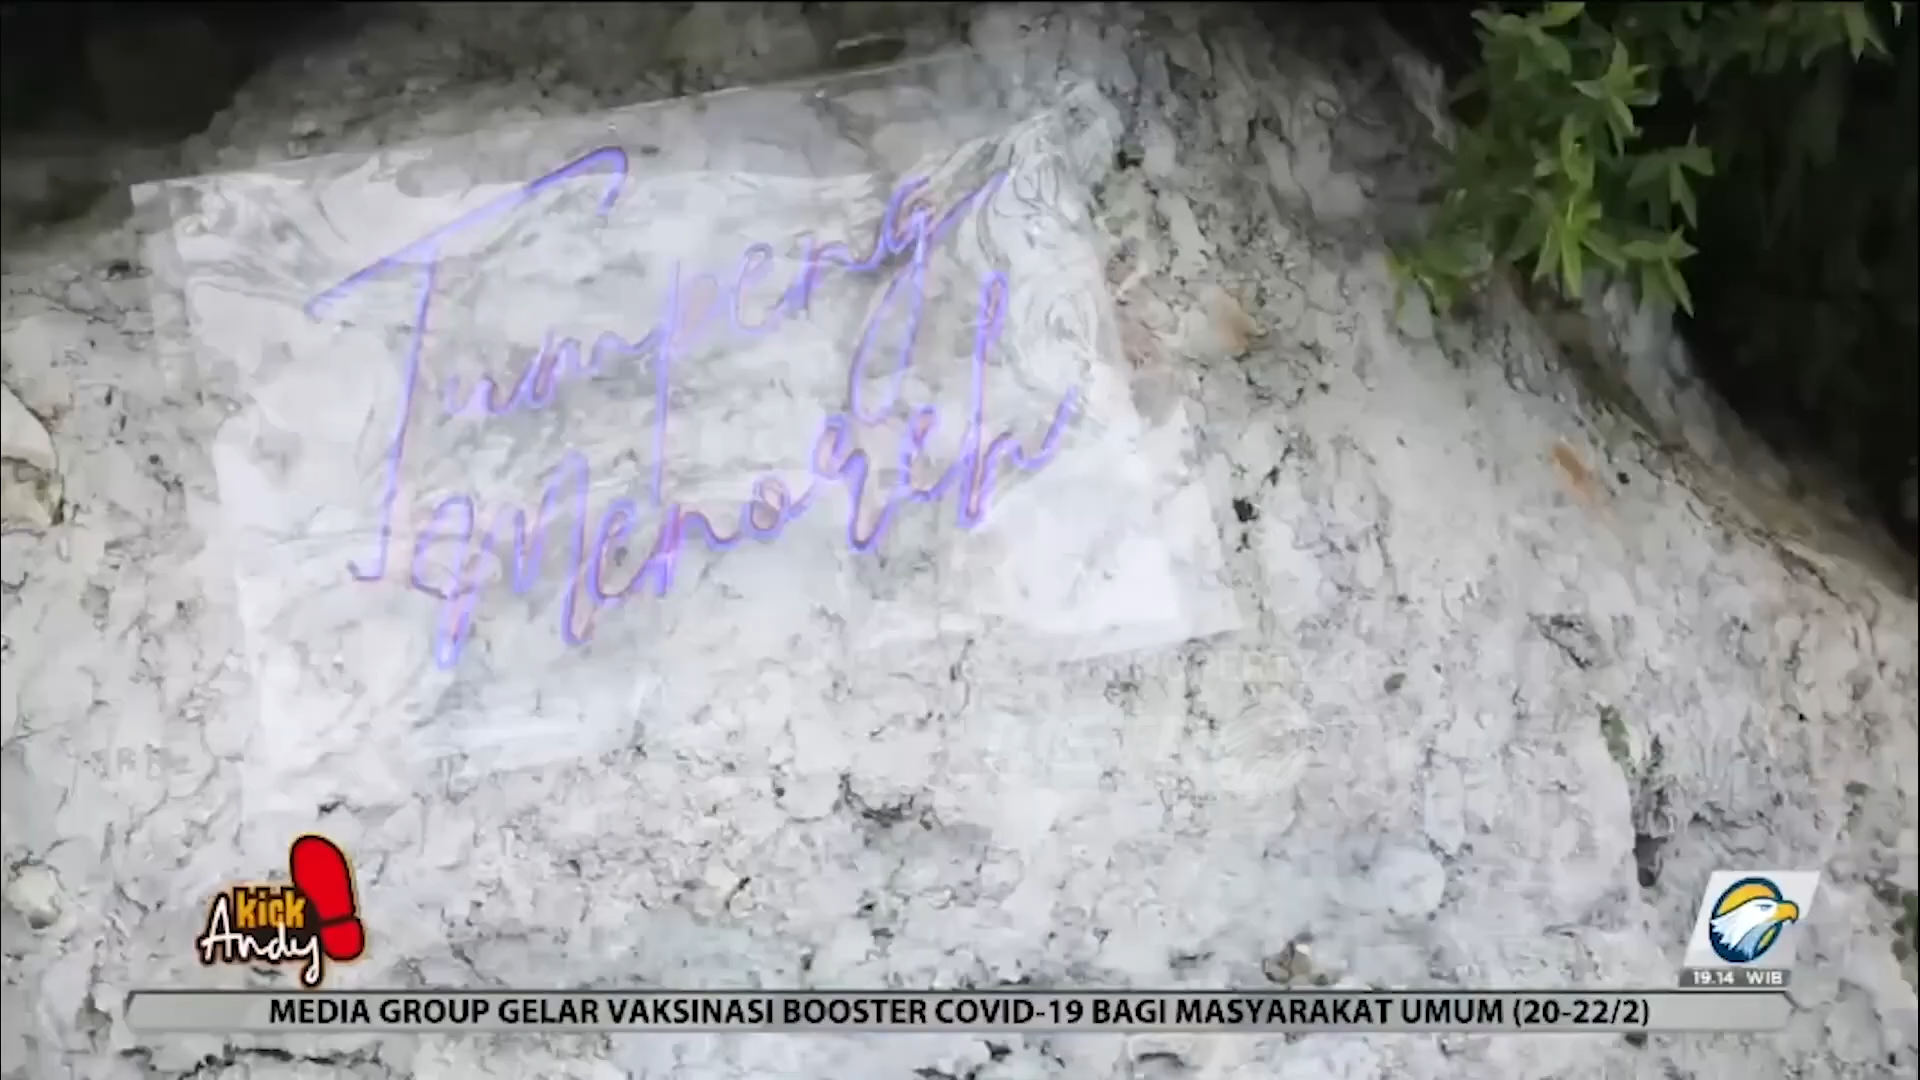 Tumpeng
Menoreh
kick
Andy
19.14 WIB
MEDIA GROUP GELAR VAKSINASI BOOSTER COVID-19 BAGI MASYARAKAT UMUM (20-22/2)